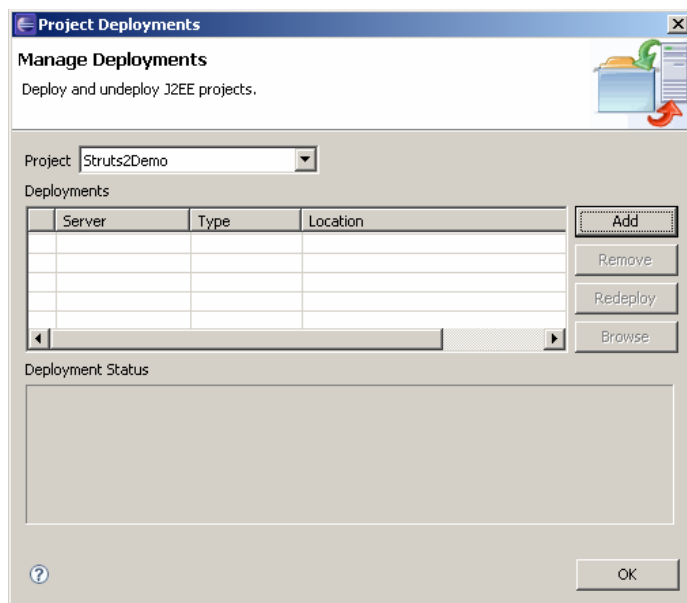 Project Deployments
Manage Deployments
Deploy and undeploy J2EE projects.
Project Struts2Demo
Deployments
Server Type Location Add
Remove
Redeploy
Browse
Deployment Status
? OK